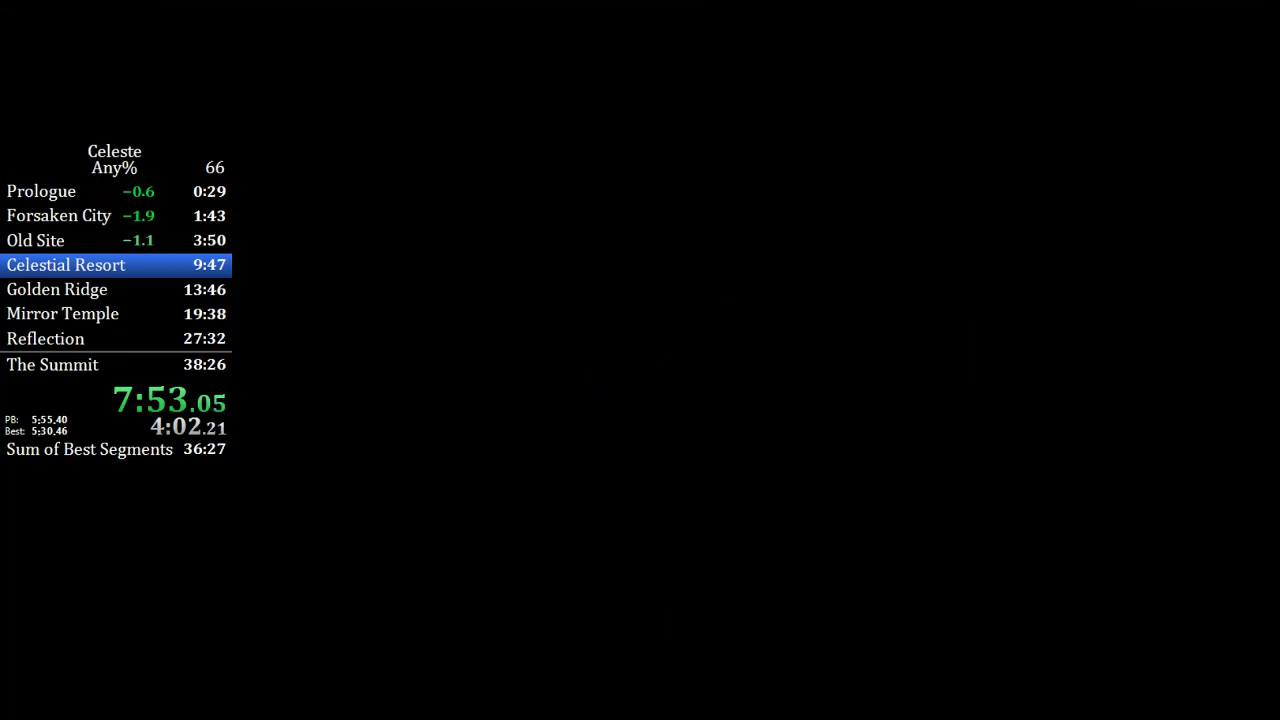 Celeste
Any% 66
Prologue −0.6 0:29
Forsaken City −1.9 1:43
Old Site −1.1 3:50
Celestial Resort 9:47
Golden Ridge 13:46
Mirror Temple 19:38
Reflection 27:32
The Summit 38:26
7:53.05
PB: 5:55.40
4:02.21
Best: 5:30.46
Sum of Best Segments 36:27